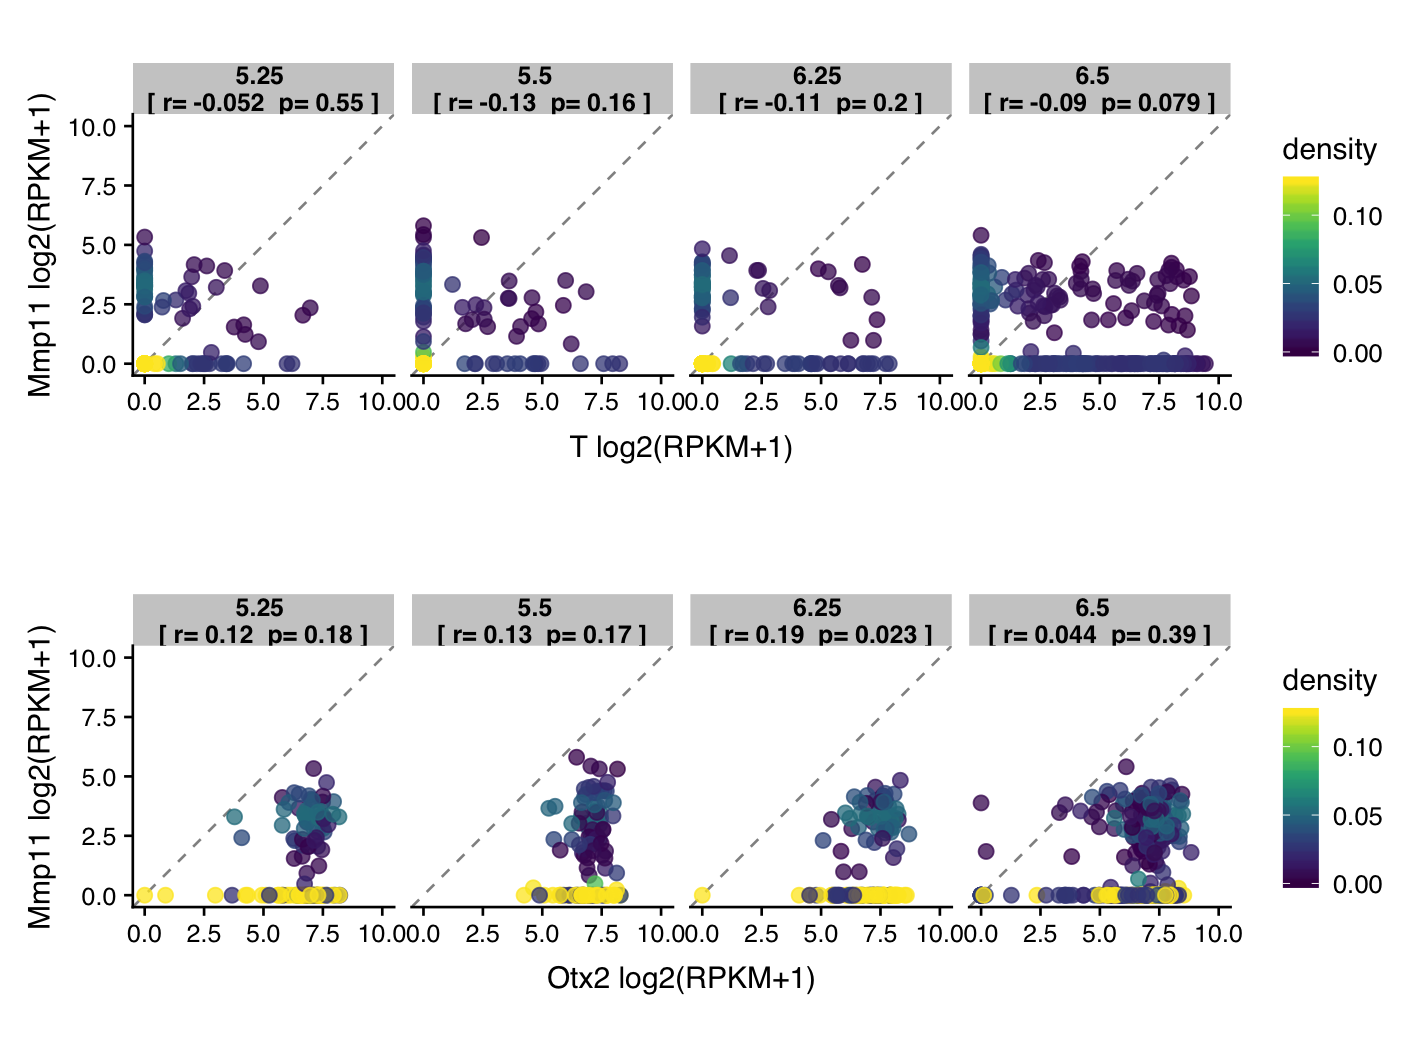 5.25 5.5 6.25 6.5
[ r= -0.052 p= 0.55 ] [ r= -0.13 p= 0.16 ] [ r= -0.11 p= 0.2 ] [ r= -0.09 p= 0.079 ]
Mmp11 log2(RPKM+1)
10.0
7.5
5.0
2.5
0.0
0.0 2.5 5.0 7.5 10.0 0.0 2.5 5.0 7.5 10.0 0.0 2.5 5.0 7.5 10.0 0.0 2.5 5.0 7.5 10.0
T log2(RPKM+1)
density
0.10
0.05
0.00
5.25 5.5 6.25 6.5
[ r= 0.12 p= 0.18 ] [ r= 0.13 p= 0.17 ] [ r= 0.19 p= 0.023 ] [ r= 0.044 p= 0.39 ]
Mmp11 log2(RPKM+1)
10.0
7.5
5.0
2.5
0.0
0.0 2.5 5.0 7.5 10.0 0.0 2.5 5.0 7.5 10.0 0.0 2.5 5.0 7.5 10.0 0.0 2.5 5.0 7.5 10.0
Otx2 log2(RPKM+1)
density
0.10
0.05
0.00